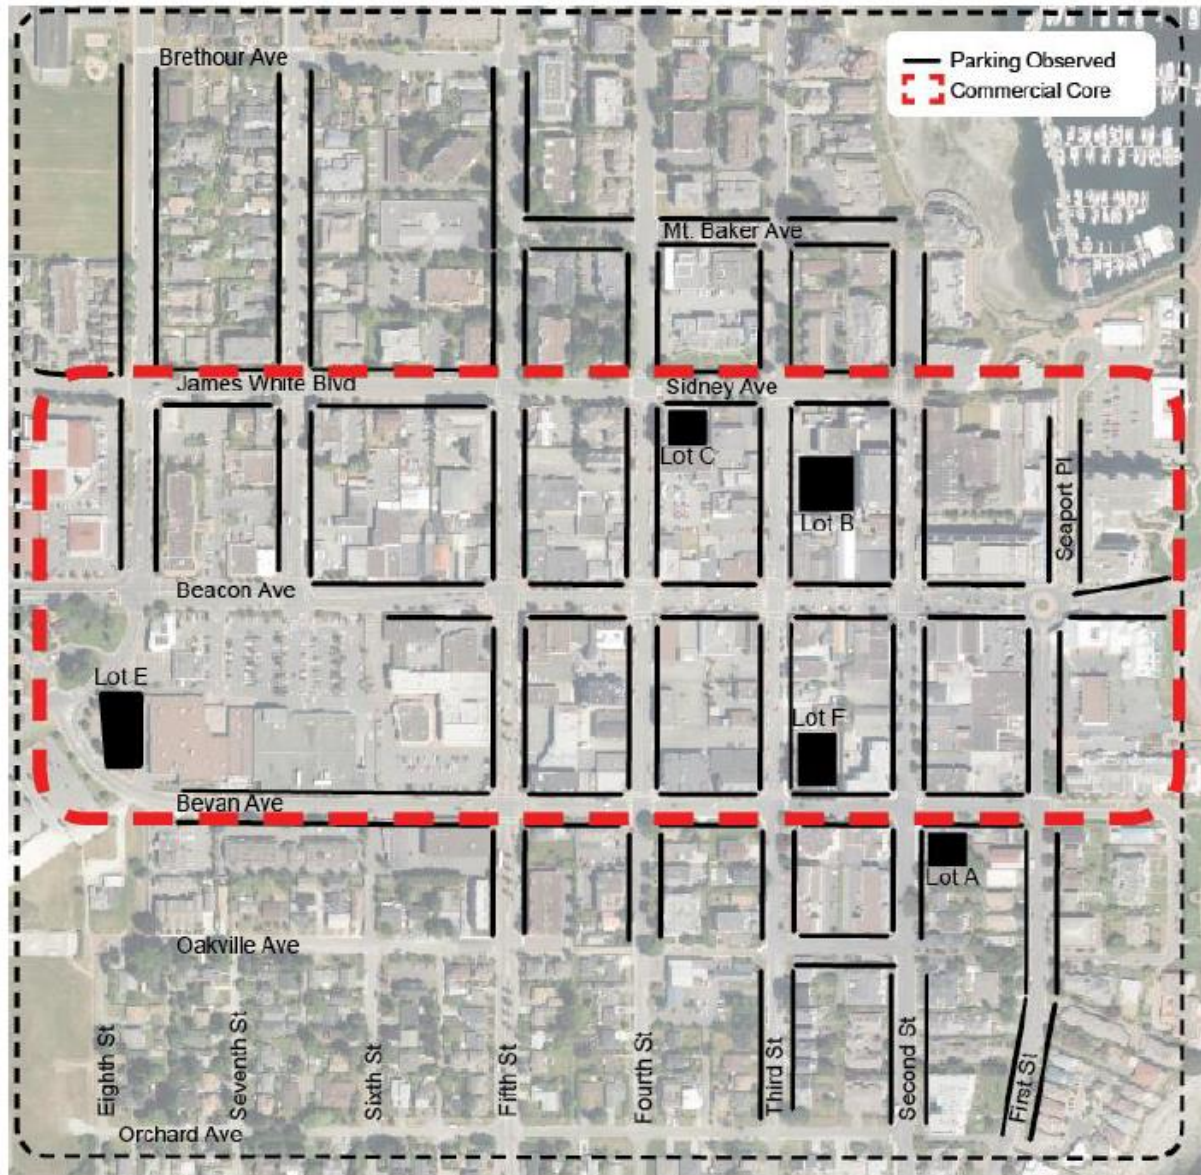 Brethour Ave
Parking Observed
Commercial Core
Mt. Baker Ave
James White Blvd
Sidney Ave
Lot C
Lot B
Seaport Pl
Beacon Ave
Lot E
Lot F
Bevan Ave
Lot A
Oakville Ave
Eighth St
Seventh St
Sixth St
Fifth St
Fourth St
Third St
Second St
First St
Orchard Ave